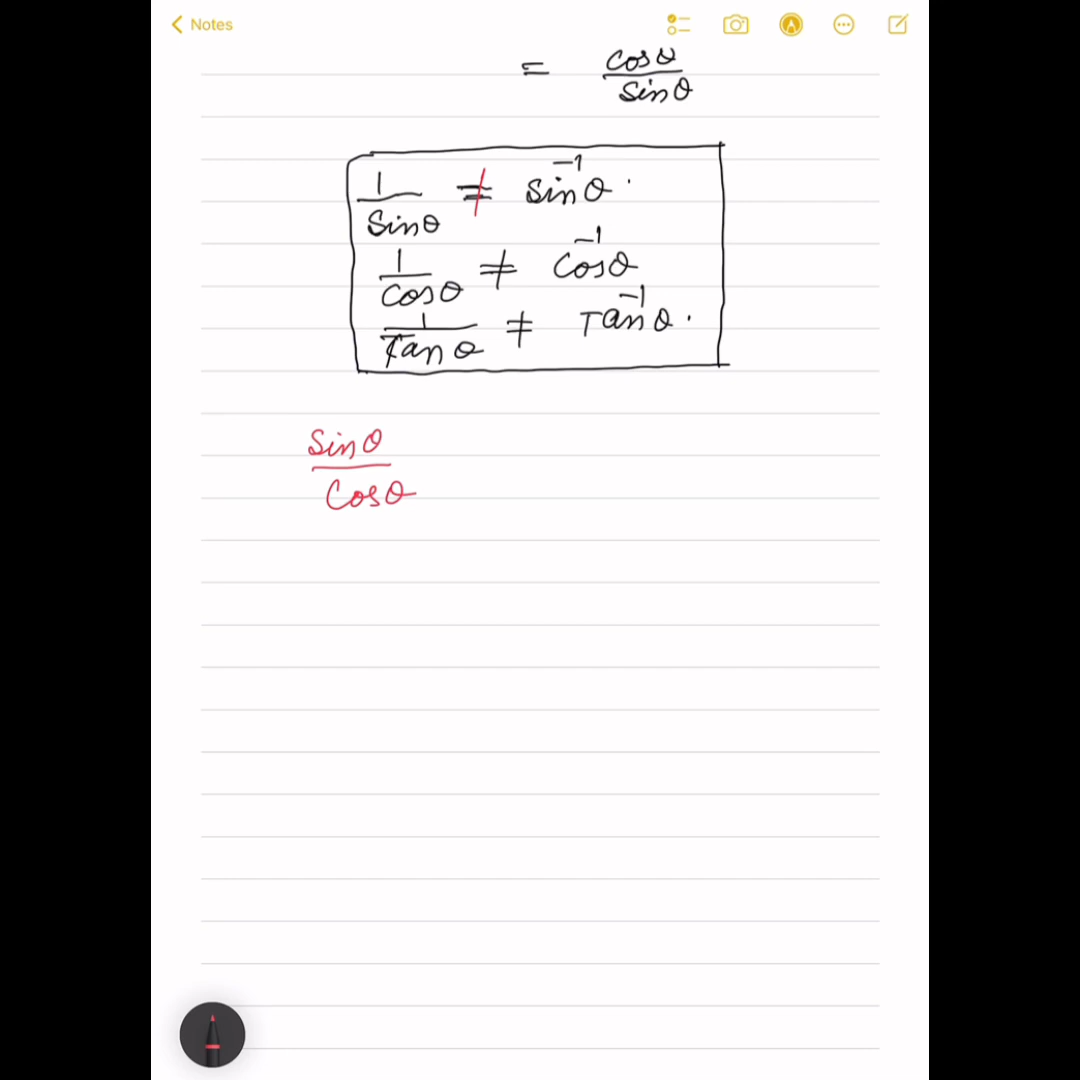 Notes
= cosθ / sinθ
1 / Sinθ ≠ sin⁻¹θ.
1 / cosθ ≠ cos⁻¹θ
1 / Tanθ ≠ Tan⁻¹θ.
sinθ / cosθ